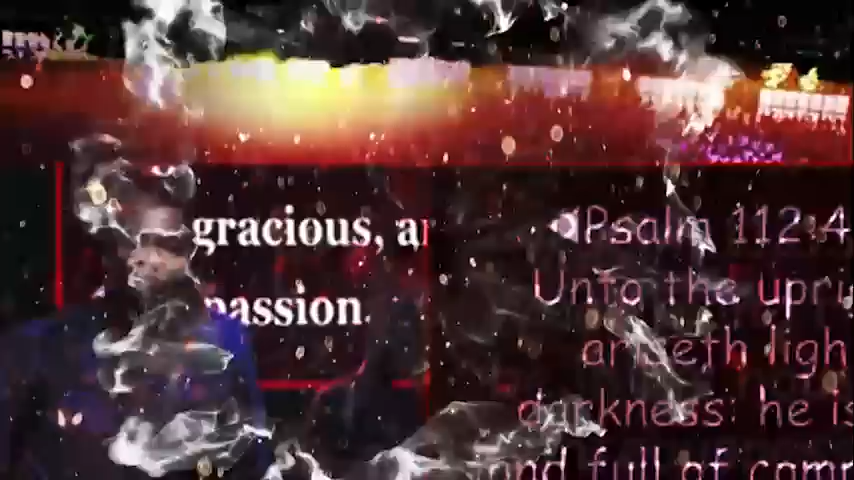 gracious, a
passion.
Psalm 112:4
Unto the upri
ariseth ligh
darkness: he is
and full of comp